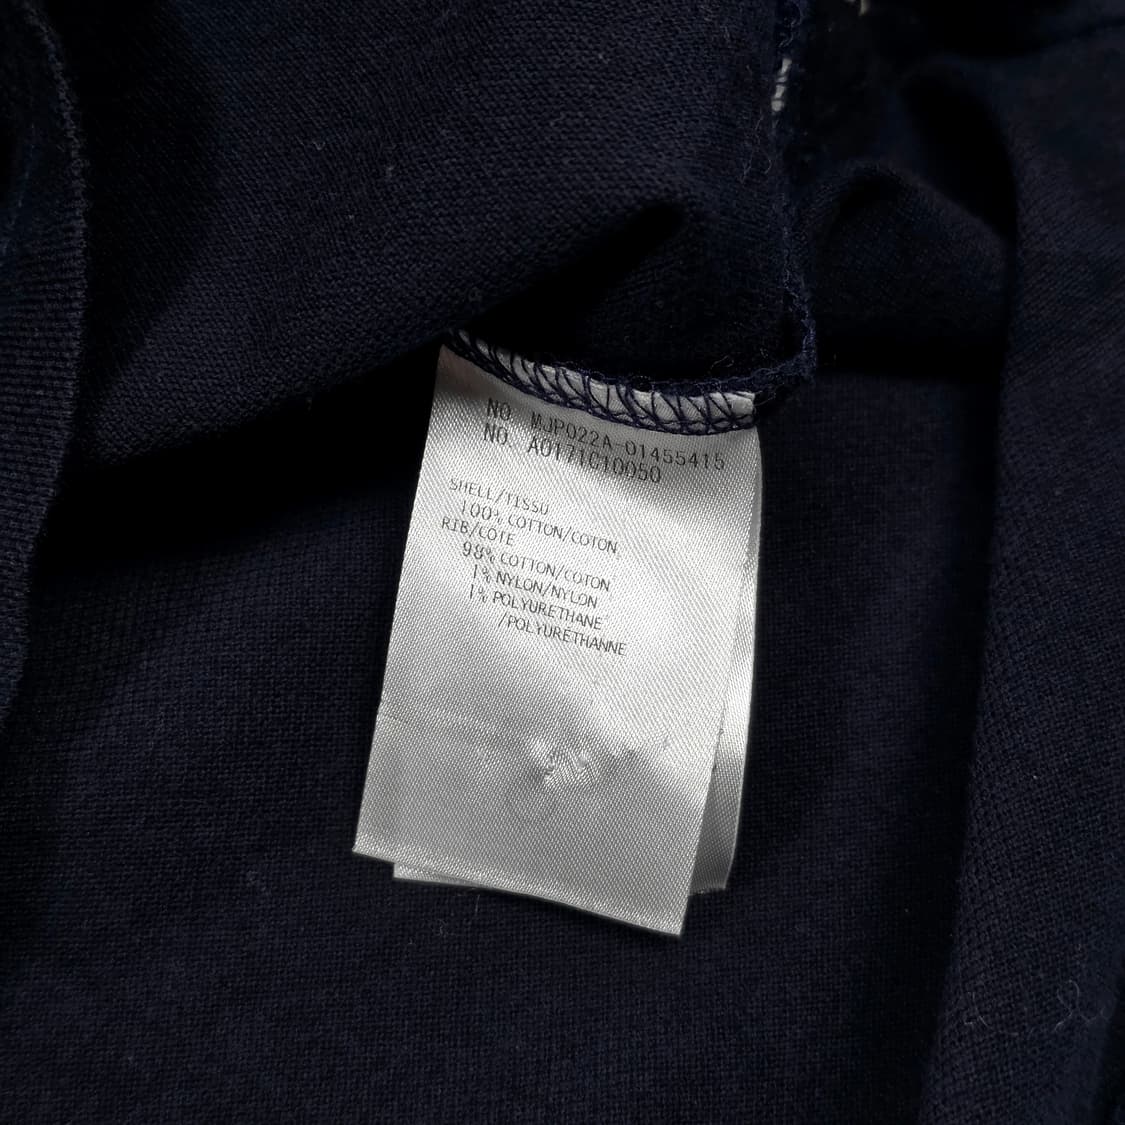 NO. MJP022A-01455415
NO. A0171C10050
SHELL/TISSU
100% COTTON/COTON
RIB/CÔTE
98% COTTON/COTON
1% NYLON/NYLON
1% POLYURETHANE
/POLYURÉTHANNE